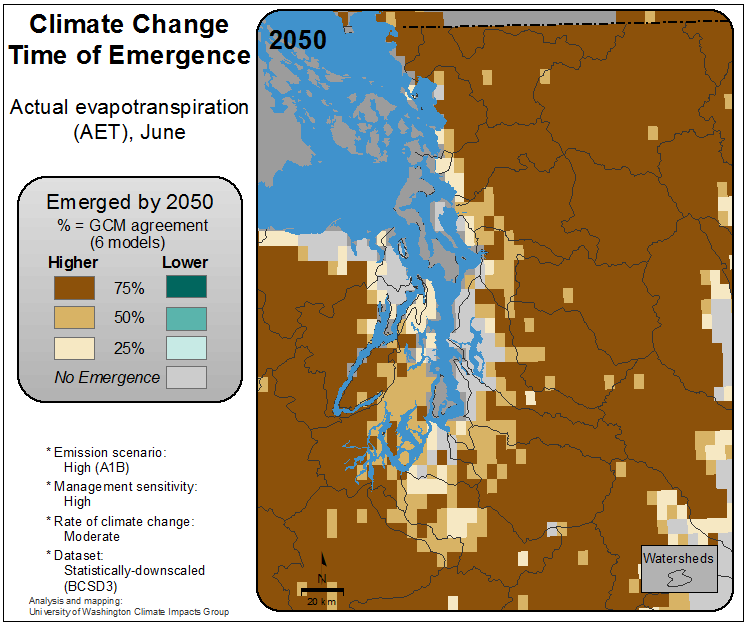 Climate Change
Time of Emergence
Actual evapotranspiration
(AET), June
Emerged by 2050
% = GCM agreement
(6 models)
Higher Lower
75%
50%
25%
No Emergence
* Emission scenario:
High (A1B)
* Management sensitivity:
High
* Rate of climate change:
Moderate
* Dataset:
Statistically-downscaled
(BCSD3)
Analysis and mapping:
University of Washington Climate Impacts Group
2050
N
20 km
Watersheds